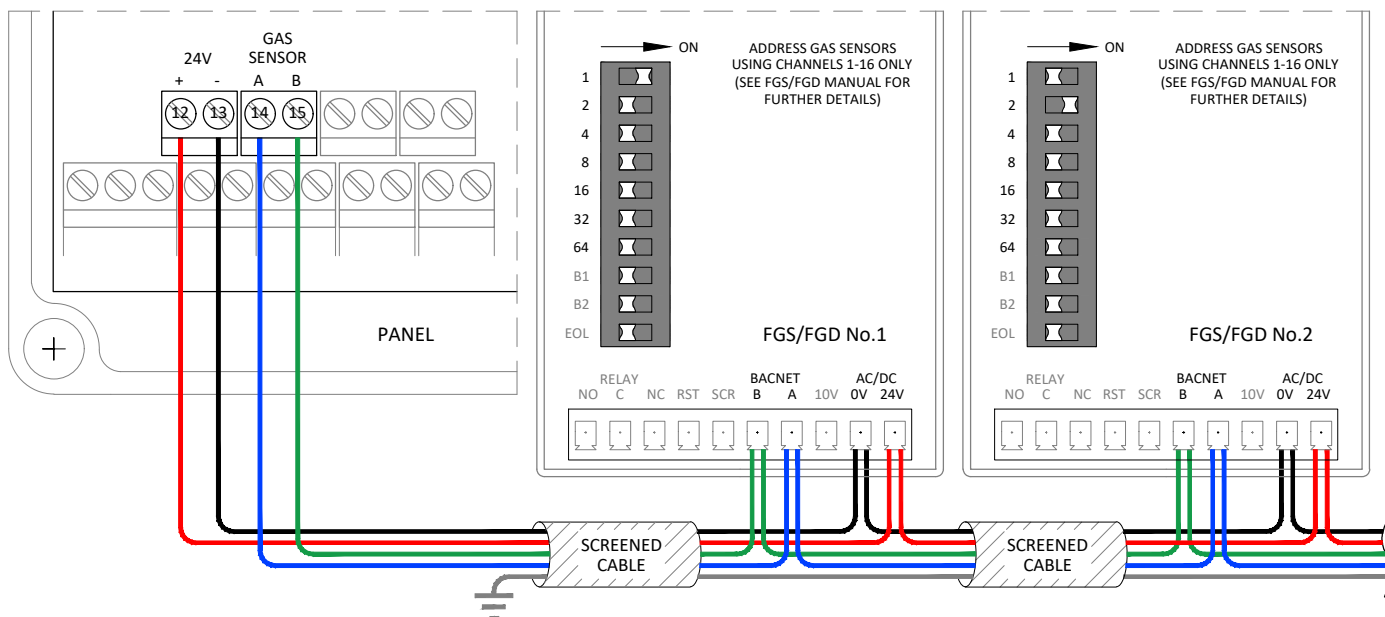 24V
GAS
SENSOR
+ - A B
12 13 14 15
PANEL
ON
ADDRESS GAS SENSORS
USING CHANNELS 1-16 ONLY
(SEE FGS/FGD MANUAL FOR
FURTHER DETAILS)
1
2
4
8
16
32
64
B1
B2
EOL
FGS/FGD No.1
RELAY BACNET AC/DC
NO C NC RST SCR B A 10V 0V 24V
ON
ADDRESS GAS SENSORS
USING CHANNELS 1-16 ONLY
(SEE FGS/FGD MANUAL FOR
FURTHER DETAILS)
1
2
4
8
16
32
64
B1
B2
EOL
FGS/FGD No.2
RELAY BACNET AC/DC
NO C NC RST SCR B A 10V 0V 24V
SCREENED
CABLE
SCREENED
CABLE